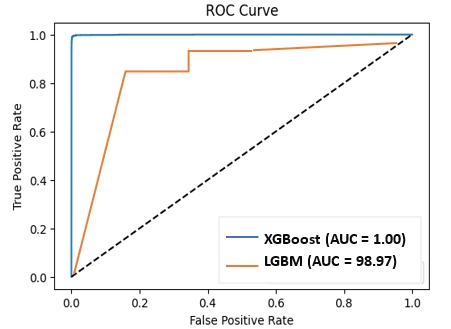 ROC Curve
1.0
0.8
0.6
0.4
0.2
0.0
True Positive Rate
XGBoost (AUC = 1.00)
LGBM (AUC = 98.97)
0.0 0.2 0.4 0.6 0.8 1.0
False Positive Rate